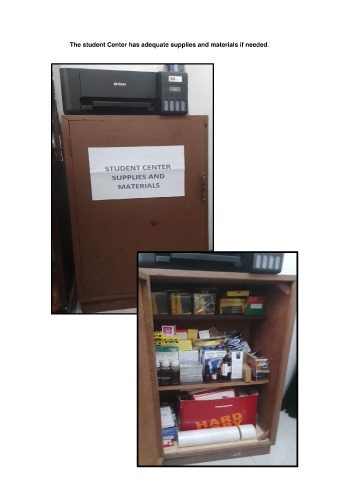 The student Center has adequate supplies and materials if needed.
EPSON
STUDENT CENTER
SUPPLIES AND
MATERIALS
HARD